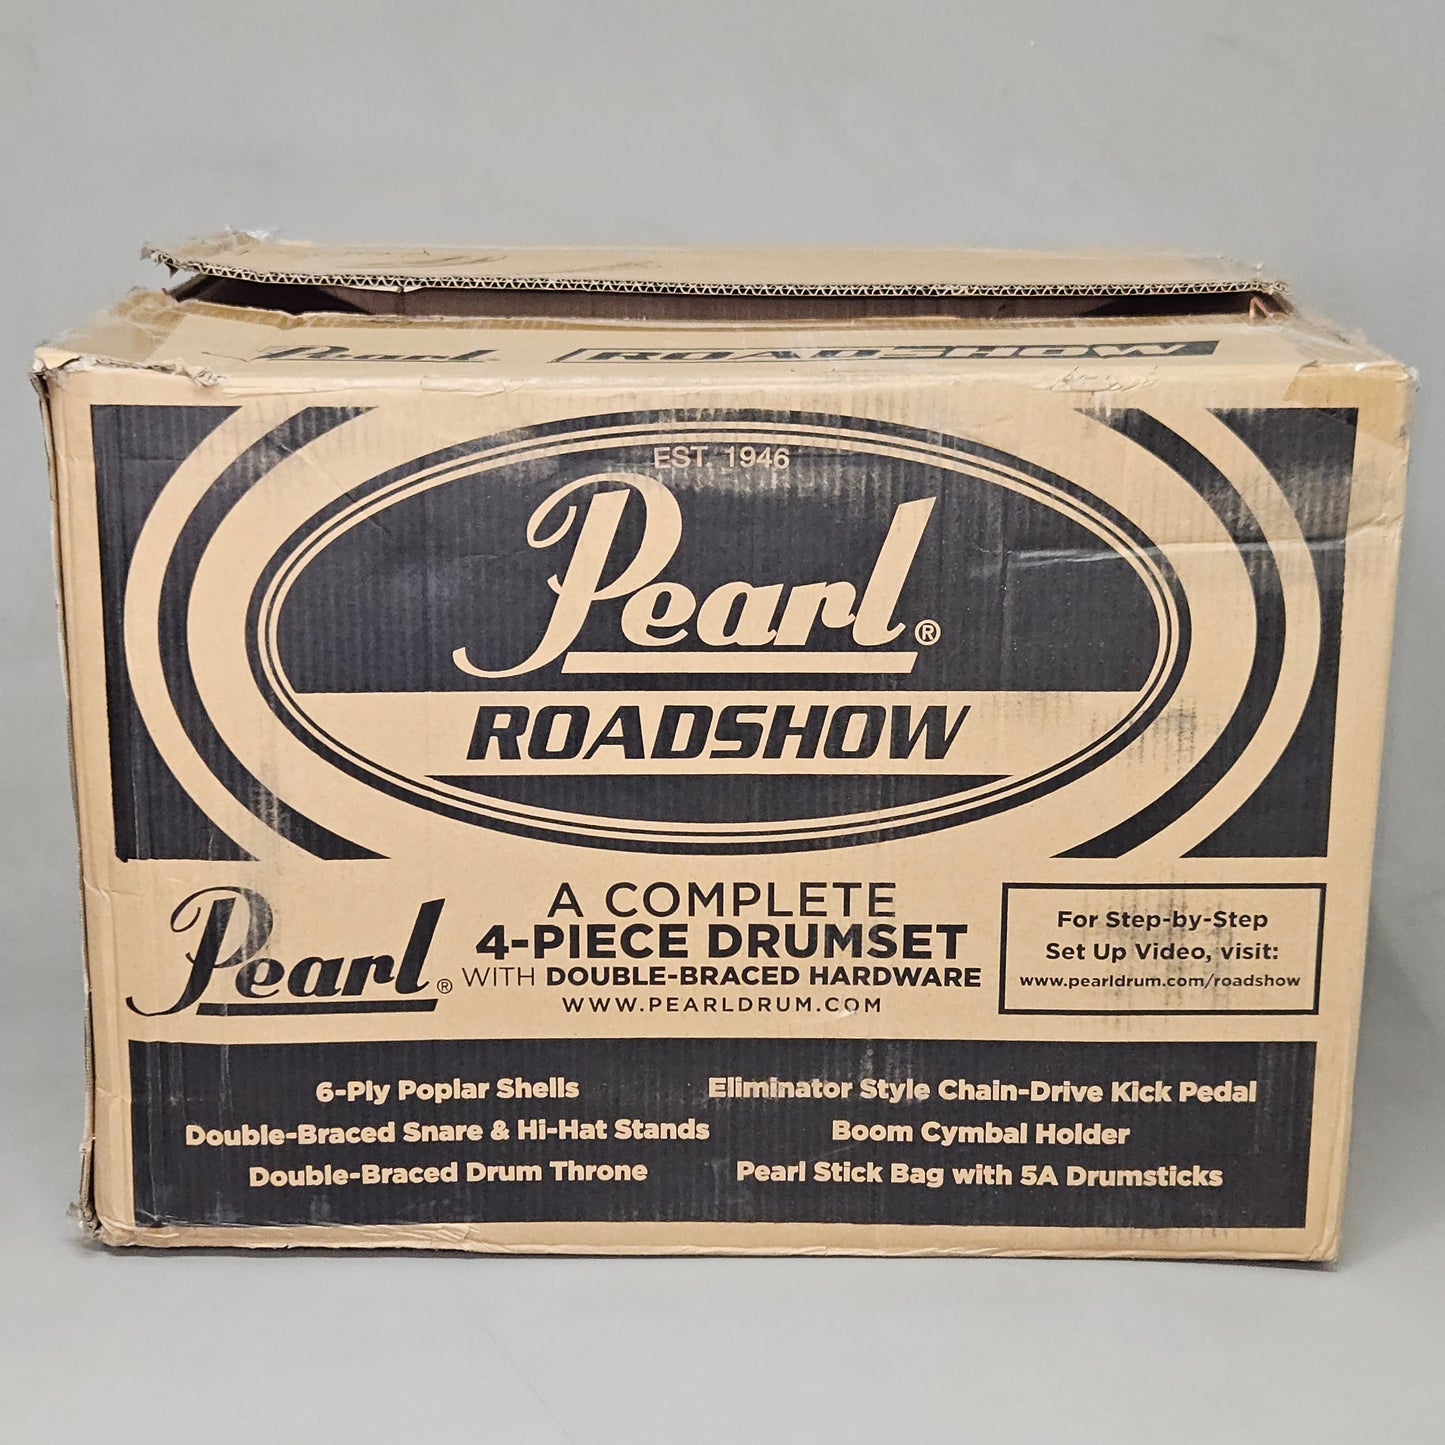 Pearl ROADSHOW
EST. 1946
Pearl®
ROADSHOW
Pearl®
A COMPLETE
4-PIECE DRUMSET
WITH DOUBLE-BRACED HARDWARE
WWW.PEARLDRUM.COM
For Step-by-Step
Set Up Video, visit:
www.pearldrum.com/roadshow
6-Ply Poplar Shells
Double-Braced Snare & Hi-Hat Stands
Double-Braced Drum Throne
Eliminator Style Chain-Drive Kick Pedal
Boom Cymbal Holder
Pearl Stick Bag with 5A Drumsticks